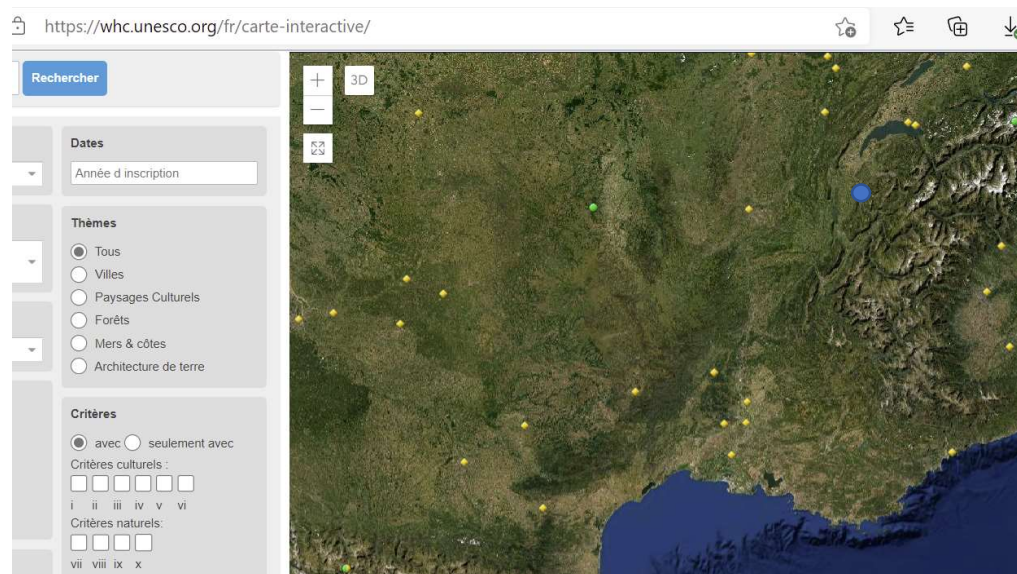 https://whc.unesco.org/fr/carte-interactive/
Rechercher
3D
Dates
Année d inscription
Thèmes
Tous
Villes
Paysages Culturels
Forêts
Mers & côtes
Architecture de terre
Critères
avec seulement avec
Critères culturels :
i ii iii iv v vi
Critères naturels:
vii viii ix x